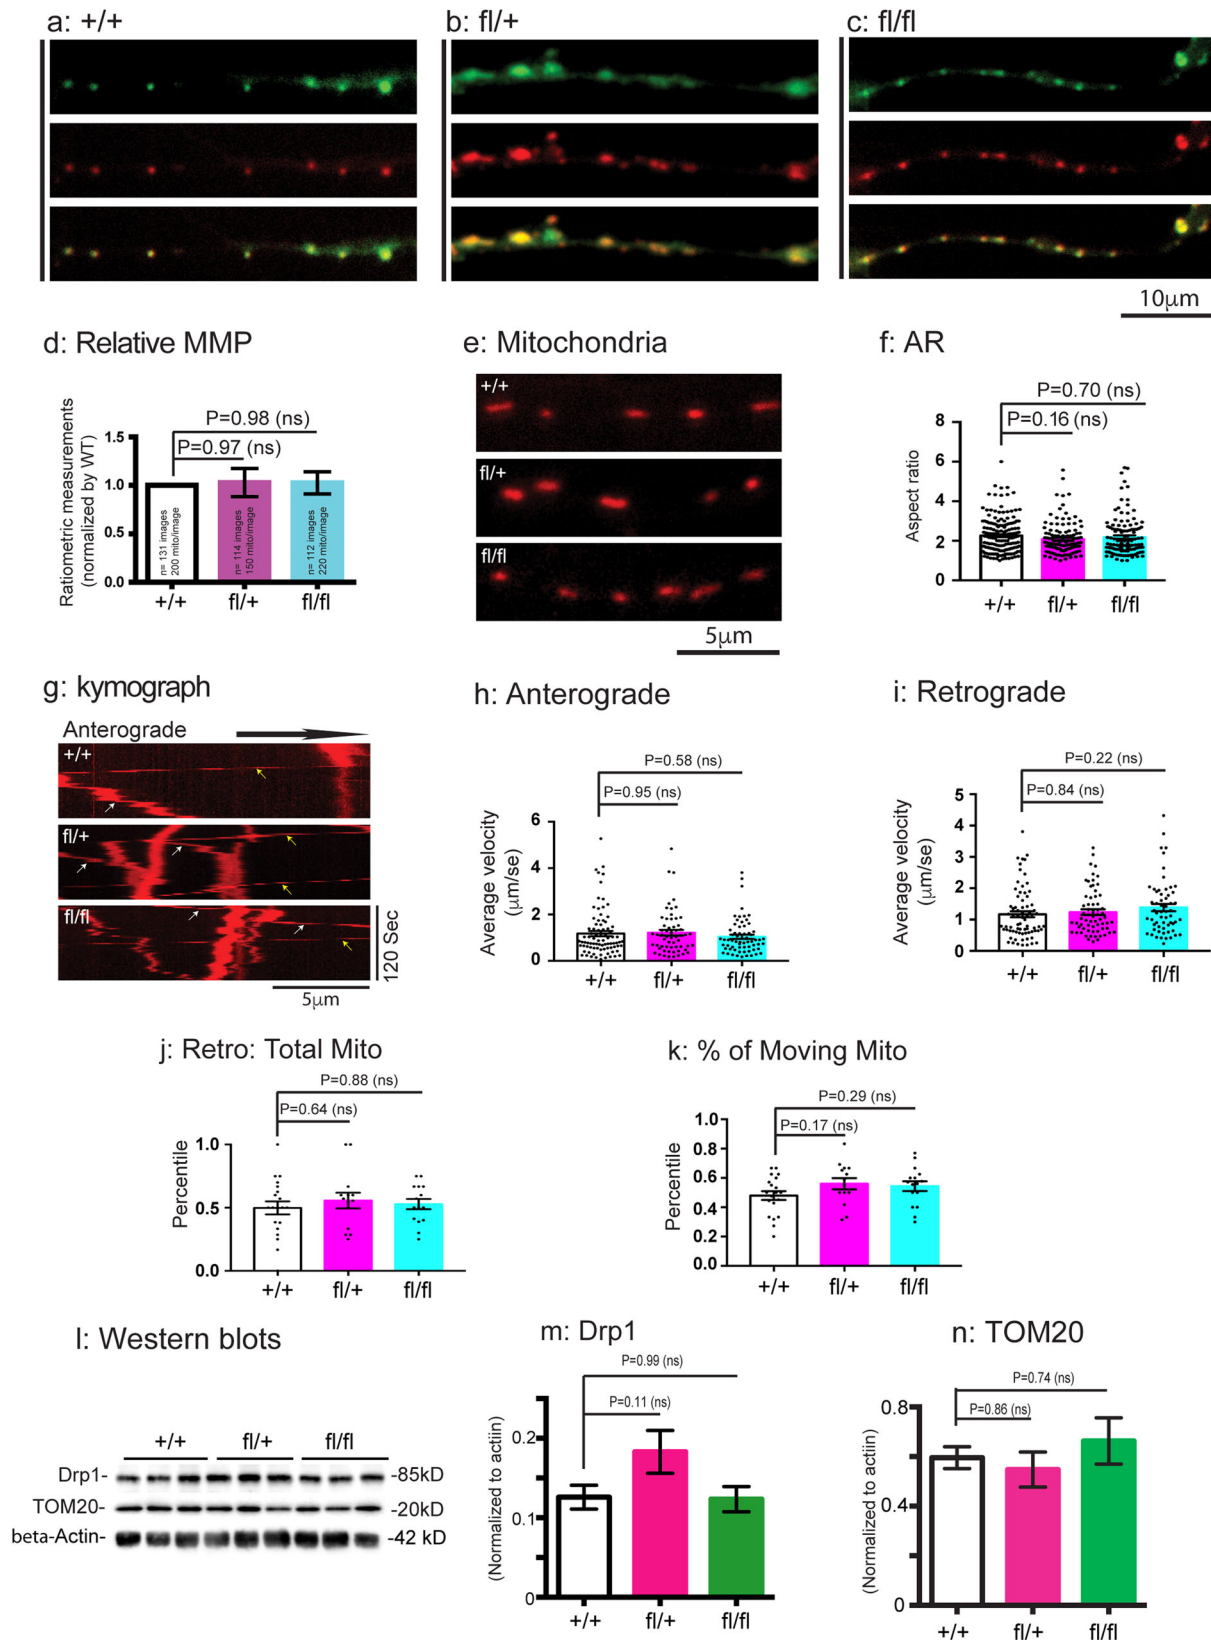 a: +/+
b: fl/+
c: fl/fl
10μm
d: Relative MMP
P=0.98 (ns)
P=0.97 (ns)
Ratiometric measurements
(normalized by WT)
1.5
1.0
0.5
0.0
n= 131 images
200 mito/image
n= 114 images
150 mito/image
n= 112 images
220 mito/image
+/+
fl/+
fl/fl
e: Mitochondria
+/+
fl/+
fl/fl
5μm
f: AR
P=0.70 (ns)
P=0.16 (ns)
Aspect ratio
8
6
4
2
0
+/+
fl/+
fl/fl
g: kymograph
Anterograde
+/+
fl/+
fl/fl
120 Sec
5μm
h: Anterograde
P=0.58 (ns)
P=0.95 (ns)
Average velocity
(μm/se)
6
4
2
0
+/+
fl/+
fl/fl
i: Retrograde
P=0.22 (ns)
P=0.84 (ns)
Average velocity
(μm/se)
5
4
3
2
1
0
+/+
fl/+
fl/fl
j: Retro: Total Mito
P=0.88 (ns)
P=0.64 (ns)
Percentile
1.0
0.5
0.0
+/+
fl/+
fl/fl
k: % of Moving Mito
P=0.29 (ns)
P=0.17 (ns)
Percentile
1.0
0.8
0.6
0.4
0.2
0.0
+/+
fl/+
fl/fl
l: Western blots
+/+ fl/+ fl/fl
Drp1- -85kD
TOM20- -20kD
beta-Actin- -42 kD
m: Drp1
P=0.99 (ns)
P=0.11 (ns)
(Normalized to actiin)
0.2
0.1
0
+/+
fl/+
fl/fl
n: TOM20
P=0.74 (ns)
P=0.86 (ns)
(Normalized to actiin)
0.8
0.4
0
+/+
fl/+
fl/fl